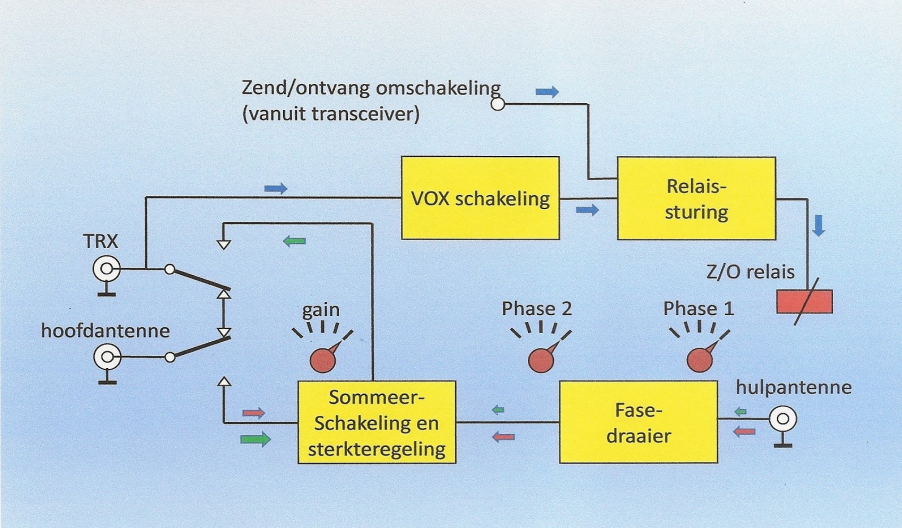 Zend/ontvang omschakeling
(vanuit transceiver)
VOX schakeling
Relais-
sturing
TRX
Z/O relais
hoofdantenne
gain
Phase 2
Phase 1
hulpantenne
Sommeer-
Schakeling en
sterkteregeling
Fase-
draaier